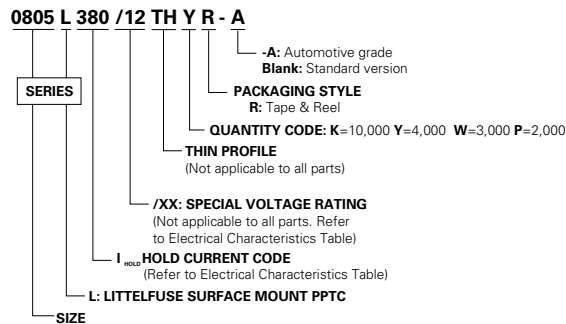 0805 L 380 /12 TH Y R - A
-A: Automotive grade
Blank: Standard version
SERIES
PACKAGING STYLE
R: Tape & Reel
QUANTITY CODE: K=10,000 Y=4,000 W=3,000 P=2,000
THIN PROFILE
(Not applicable to all parts)
/XX: SPECIAL VOLTAGE RATING
(Not applicable to all parts. Refer
to Electrical Characteristics Table)
I HOLD HOLD CURRENT CODE
(Refer to Electrical Characteristics Table)
L: LITTELFUSE SURFACE MOUNT PPTC
SIZE